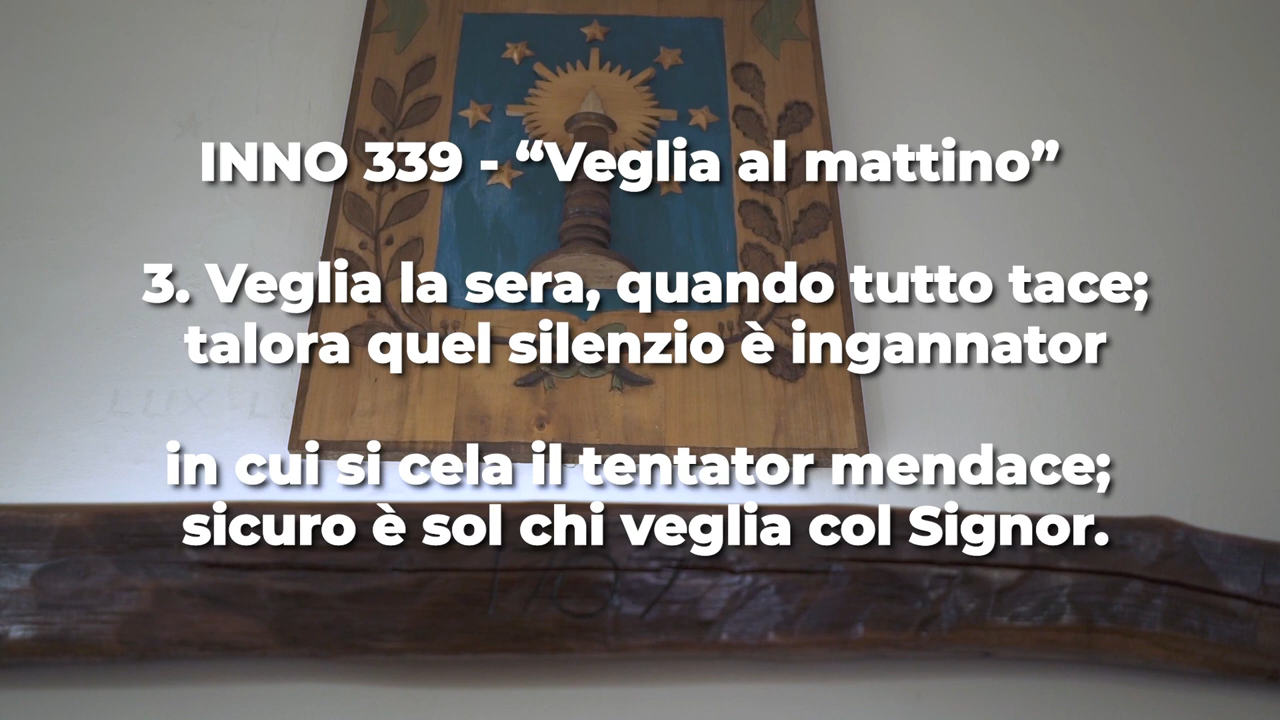 INNO 339 - “Veglia al mattino”
3. Veglia la sera, quando tutto tace;
talora quel silenzio è ingannator
in cui si cela il tentator mendace;
sicuro è sol chi veglia col Signor.